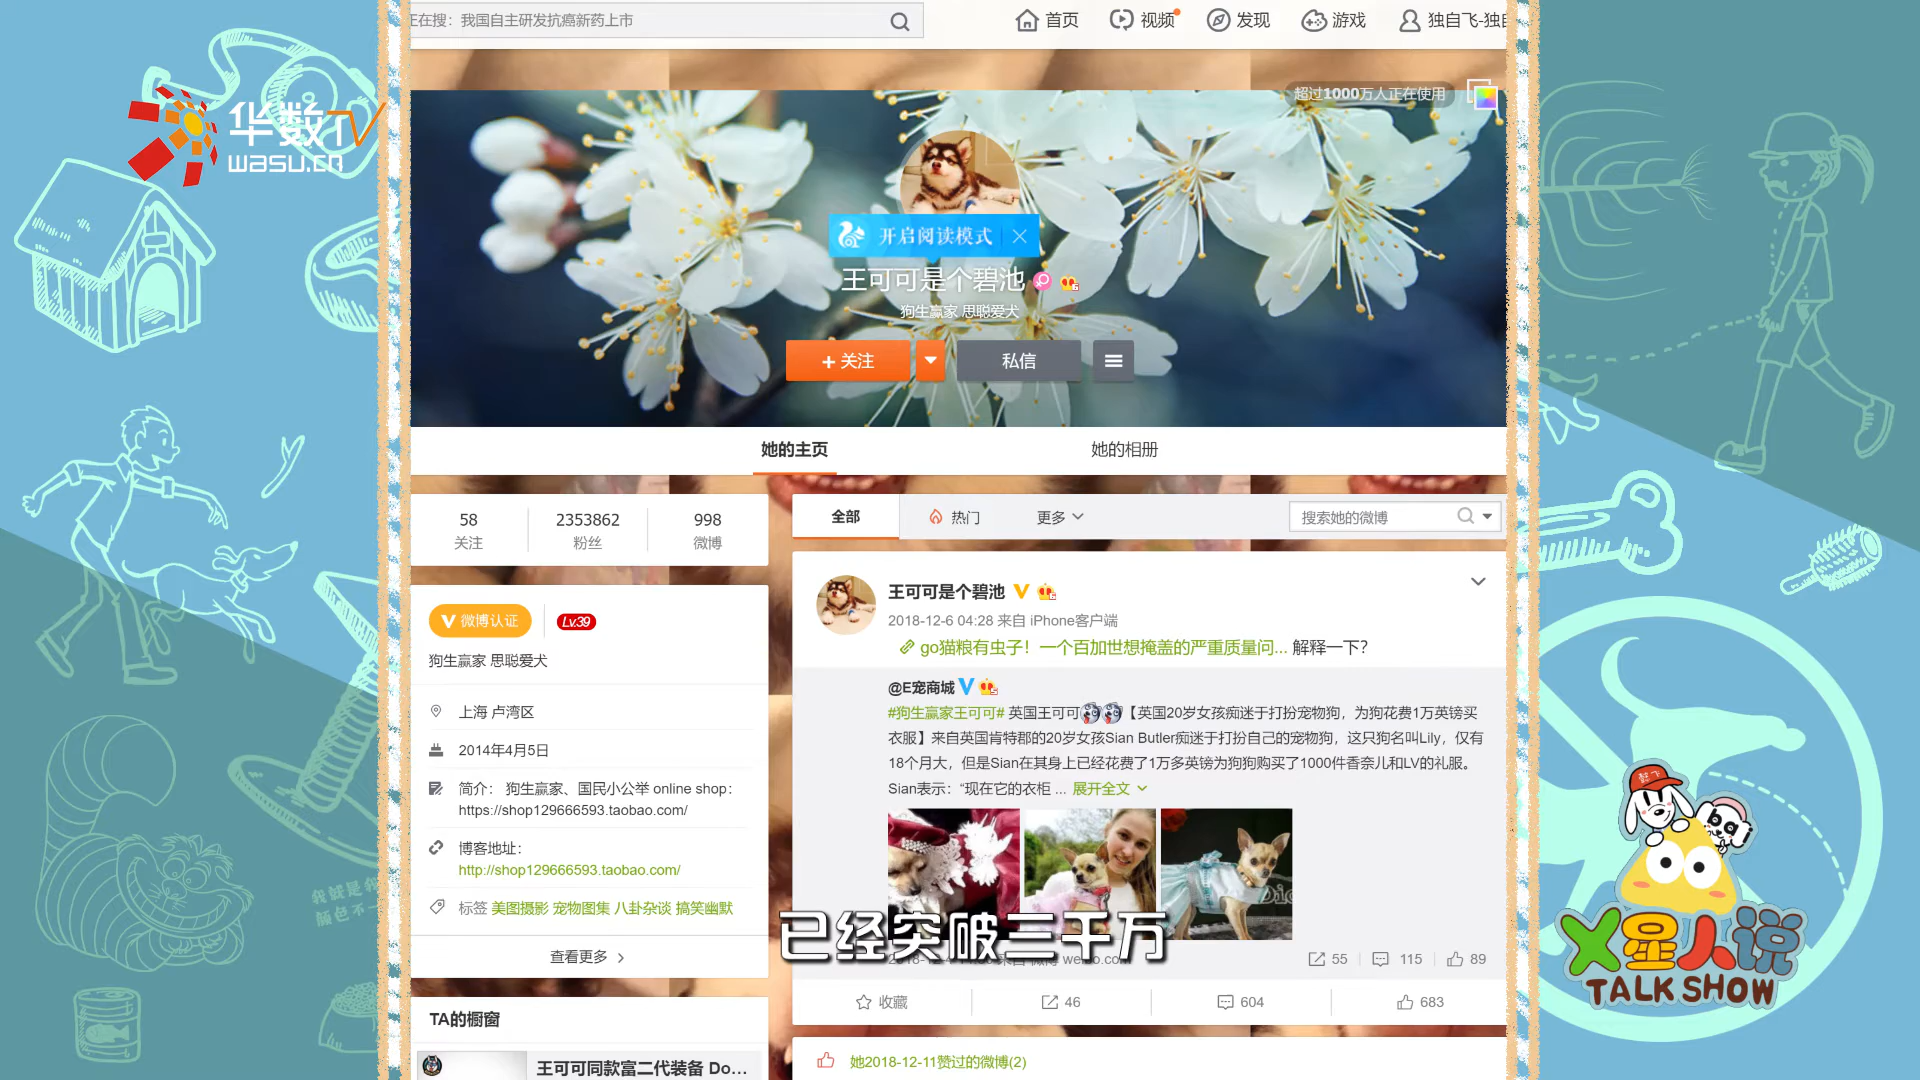 正在搜：我国自主研发抗癌新药上市
首页
视频
发现
游戏
独自飞-独自
超过1000万人正在使用
华数TV
wasu.cn
开启阅读模式
王可可是个碧池
狗生赢家 思聪爱犬
+ 关注
私信
她的主页
她的相册
58
关注
2353862
粉丝
998
微博
V 微博认证
Lv.39
狗生赢家 思聪爱犬
上海 卢湾区
2014年4月5日
简介： 狗生赢家、国民小公举 online shop：
https://shop129666593.taobao.com/
博客地址：
http://shop129666593.taobao.com/
标签 美图摄影 宠物图集 八卦杂谈 搞笑幽默
查看更多
TA的橱窗
王可可同款富二代装备 Do...
全部
热门
更多
搜索她的微博
王可可是个碧池
2018-12-6 04:28 来自 iPhone客户端
go猫粮有虫子！一个百加世想掩盖的严重质量问... 解释一下？
@E宠商城
#狗生赢家王可可# 英国王可可【英国20岁女孩痴迷于打扮宠物狗，为狗花费1万英镑买
衣服】来自英国肯特郡的20岁女孩Sian Butler痴迷于打扮自己的宠物狗，这只狗名叫Lily，仅有
18个月大，但是Sian在其身上已经花费了1万多英镑为狗狗购买了1000件香奈儿和LV的礼服。
Sian表示：“现在它的衣柜 ... 展开全文
已经突破三千万
55
115
89
收藏
46
604
683
她2018-12-11赞过的微博(2)
X星人说
TALK SHOW